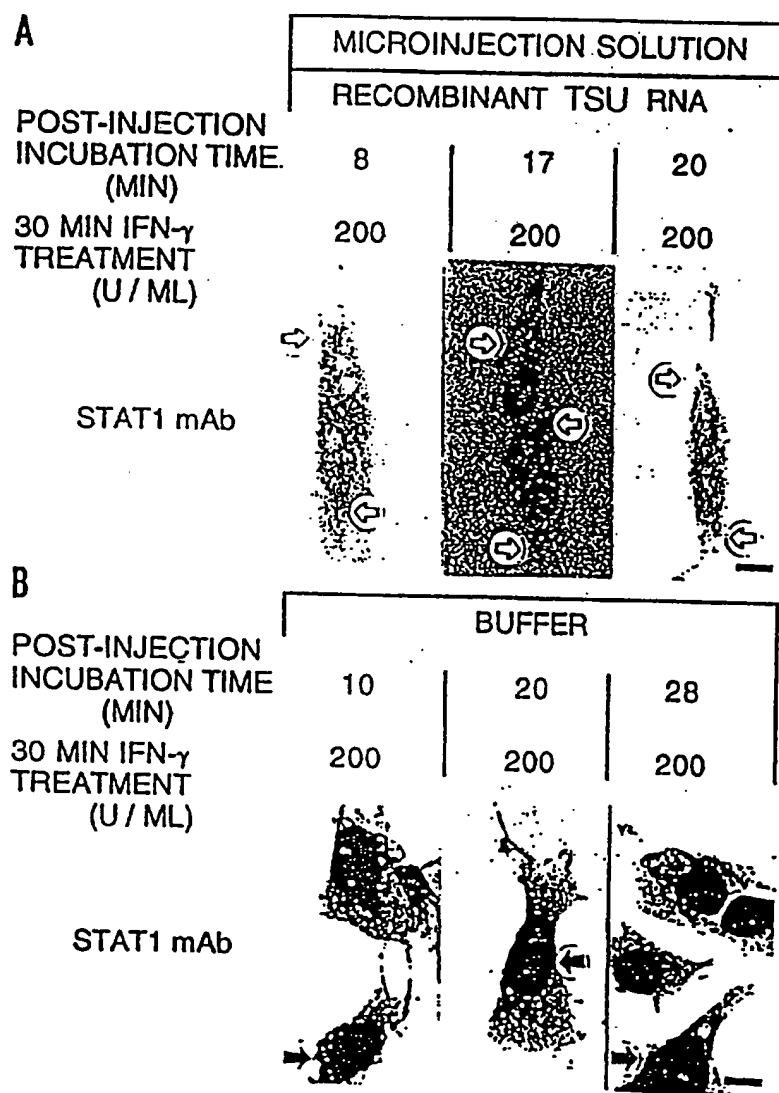 A
MICROINJECTION SOLUTION
RECOMBINANT TSU RNA
POST-INJECTION
INCUBATION TIME.
(MIN)
8 17 20
30 MIN IFN-γ
TREATMENT
(U / ML)
200 200 200
STAT1 mAb
B
BUFFER
POST-INJECTION
INCUBATION TIME
(MIN)
10 20 28
30 MIN IFN-γ
TREATMENT
(U / ML)
200 200 200
STAT1 mAb